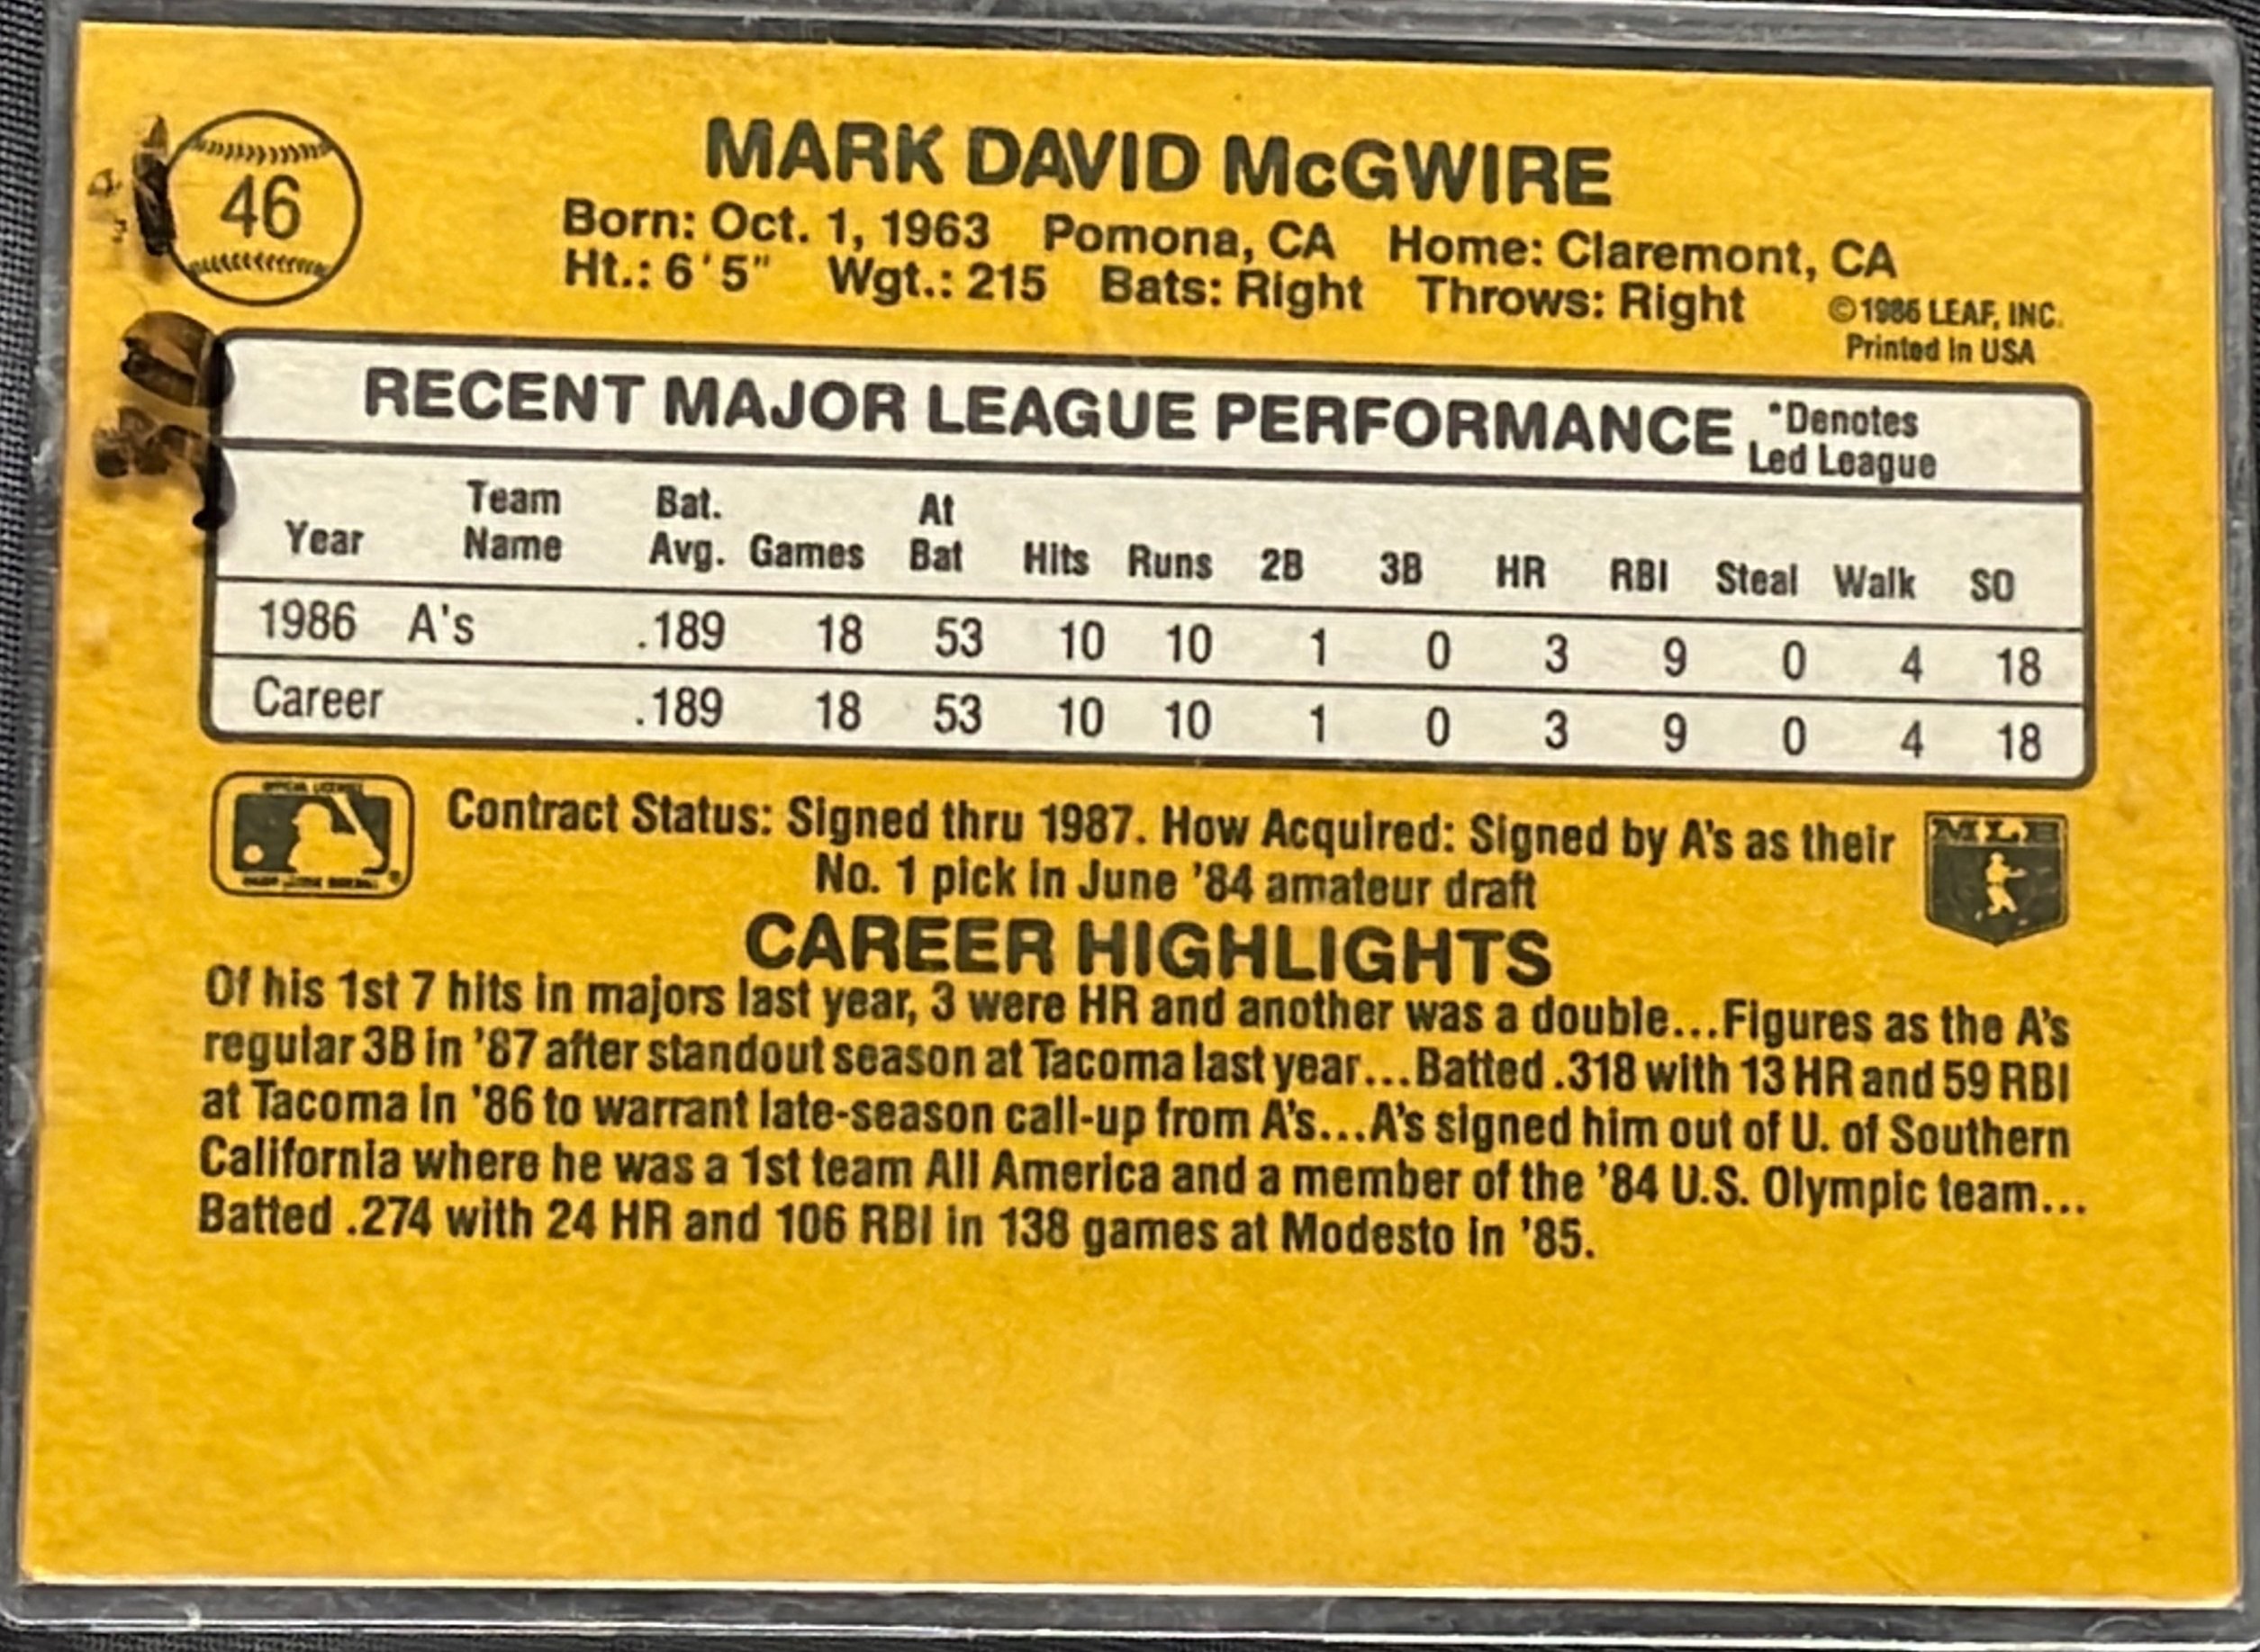 46
MARK DAVID McGWIRE
Born: Oct. 1, 1963 Pomona, CA Home: Claremont, CA
Ht.: 6'5" Wgt.: 215 Bats: Right Throws: Right
©1986 LEAF, INC.
Printed in USA
RECENT MAJOR LEAGUE PERFORMANCE *Denotes Led League
Year Team Name Bat. Avg. Games At Bat Hits Runs 2B 3B HR RBI Steal Walk SO
1986 A's .189 18 53 10 10 1 0 3 9 0 4 18
Career .189 18 53 10 10 1 0 3 9 0 4 18
Contract Status: Signed thru 1987. How Acquired: Signed by A's as their
No. 1 pick in June '84 amateur draft
CAREER HIGHLIGHTS
Of his 1st 7 hits in majors last year, 3 were HR and another was a double...Figures as the A's
regular 3B in '87 after standout season at Tacoma last year...Batted .318 with 13 HR and 59 RBI
at Tacoma in '86 to warrant late-season call-up from A's...A's signed him out of U. of Southern
California where he was a 1st team All America and a member of the '84 U.S. Olympic team...
Batted .274 with 24 HR and 106 RBI in 138 games at Modesto in '85.